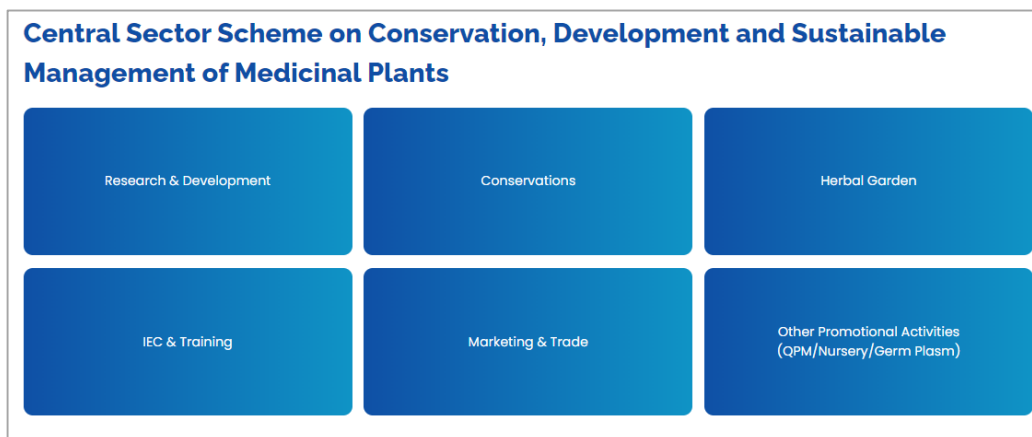 Central Sector Scheme on Conservation, Development and Sustainable
Management of Medicinal Plants
Research & Development
Conservations
Herbal Garden
IEC & Training
Marketing & Trade
Other Promotional Activities
(QPM/Nursery/Germ Plasm)